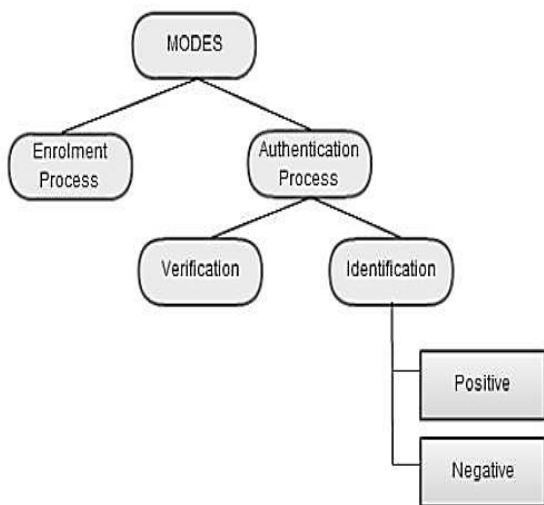 MODES
Enrolment
Process
Authentication
Process
Verification
Identification
Positive
Negative